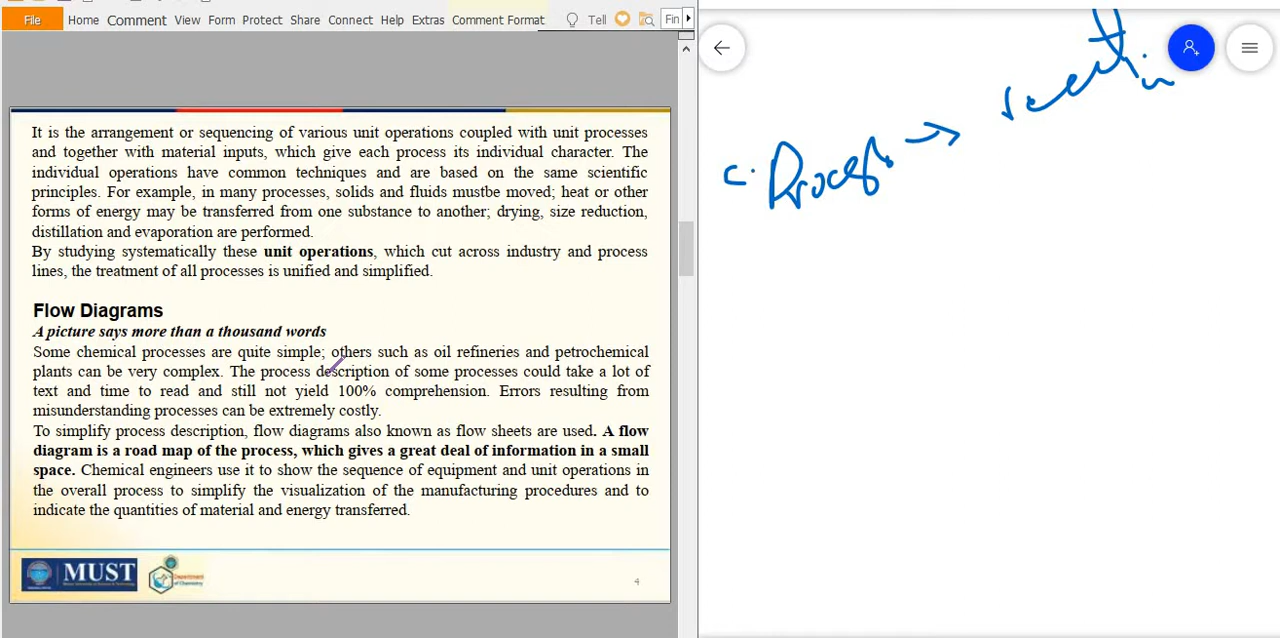 File Home Comment View Form Protect Share Connect Help Extras Comment Format Tell Fin
It is the arrangement or sequencing of various unit operations coupled with unit processes
and together with material inputs, which give each process its individual character. The
individual operations have common techniques and are based on the same scientific
principles. For example, in many processes, solids and fluids mustbe moved; heat or other
forms of energy may be transferred from one substance to another; drying, size reduction,
distillation and evaporation are performed.
By studying systematically these unit operations, which cut across industry and process
lines, the treatment of all processes is unified and simplified.
Flow Diagrams
A picture says more than a thousand words
Some chemical processes are quite simple; others such as oil refineries and petrochemical
plants can be very complex. The process description of some processes could take a lot of
text and time to read and still not yield 100% comprehension. Errors resulting from
misunderstanding processes can be extremely costly.
To simplify process description, flow diagrams also known as flow sheets are used. A flow
diagram is a road map of the process, which gives a great deal of information in a small
space. Chemical engineers use it to show the sequence of equipment and unit operations in
the overall process to simplify the visualization of the manufacturing procedures and to
indicate the quantities of material and energy transferred.
MUST
Department
of Chemistry
4
C. Process →